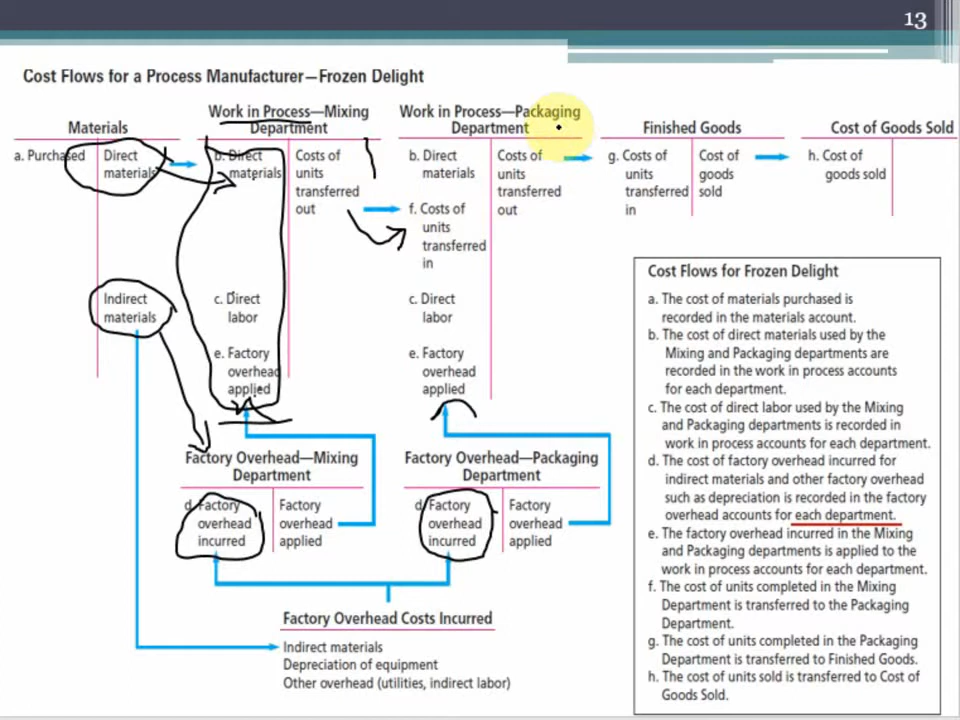 13
Cost Flows for a Process Manufacturer—Frozen Delight
Materials
a. Purchased
Direct
materials
Indirect
materials
Work in Process—Mixing
Department
b. Direct
materials
c. Direct
labor
e. Factory
overhead
applied
Costs of
units
transferred
out
Work in Process—Packaging
Department
b. Direct
materials
f. Costs of
units
transferred
in
c. Direct
labor
e. Factory
overhead
applied
Costs of
units
transferred
out
Finished Goods
g. Costs of
units
transferred
in
Cost of
goods
sold
Cost of Goods Sold
h. Cost of
goods sold
Factory Overhead—Mixing
Department
d. Factory
overhead
incurred
Factory
overhead
applied
Factory Overhead—Packaging
Department
d. Factory
overhead
incurred
Factory
overhead
applied
Factory Overhead Costs Incurred
Indirect materials
Depreciation of equipment
Other overhead (utilities, indirect labor)
Cost Flows for Frozen Delight
a. The cost of materials purchased is
recorded in the materials account.
b. The cost of direct materials used by the
Mixing and Packaging departments are
recorded in the work in process accounts
for each department.
c. The cost of direct labor used by the Mixing
and Packaging departments is recorded in
work in process accounts for each department.
d. The cost of factory overhead incurred for
indirect materials and other factory overhead
such as depreciation is recorded in the factory
overhead accounts for each department.
e. The factory overhead incurred in the Mixing
and Packaging departments is applied to the
work in process accounts for each department.
f. The cost of units completed in the Mixing
Department is transferred to the Packaging
Department.
g. The cost of units completed in the Packaging
Department is transferred to Finished Goods.
h. The cost of units sold is transferred to Cost of
Goods Sold.